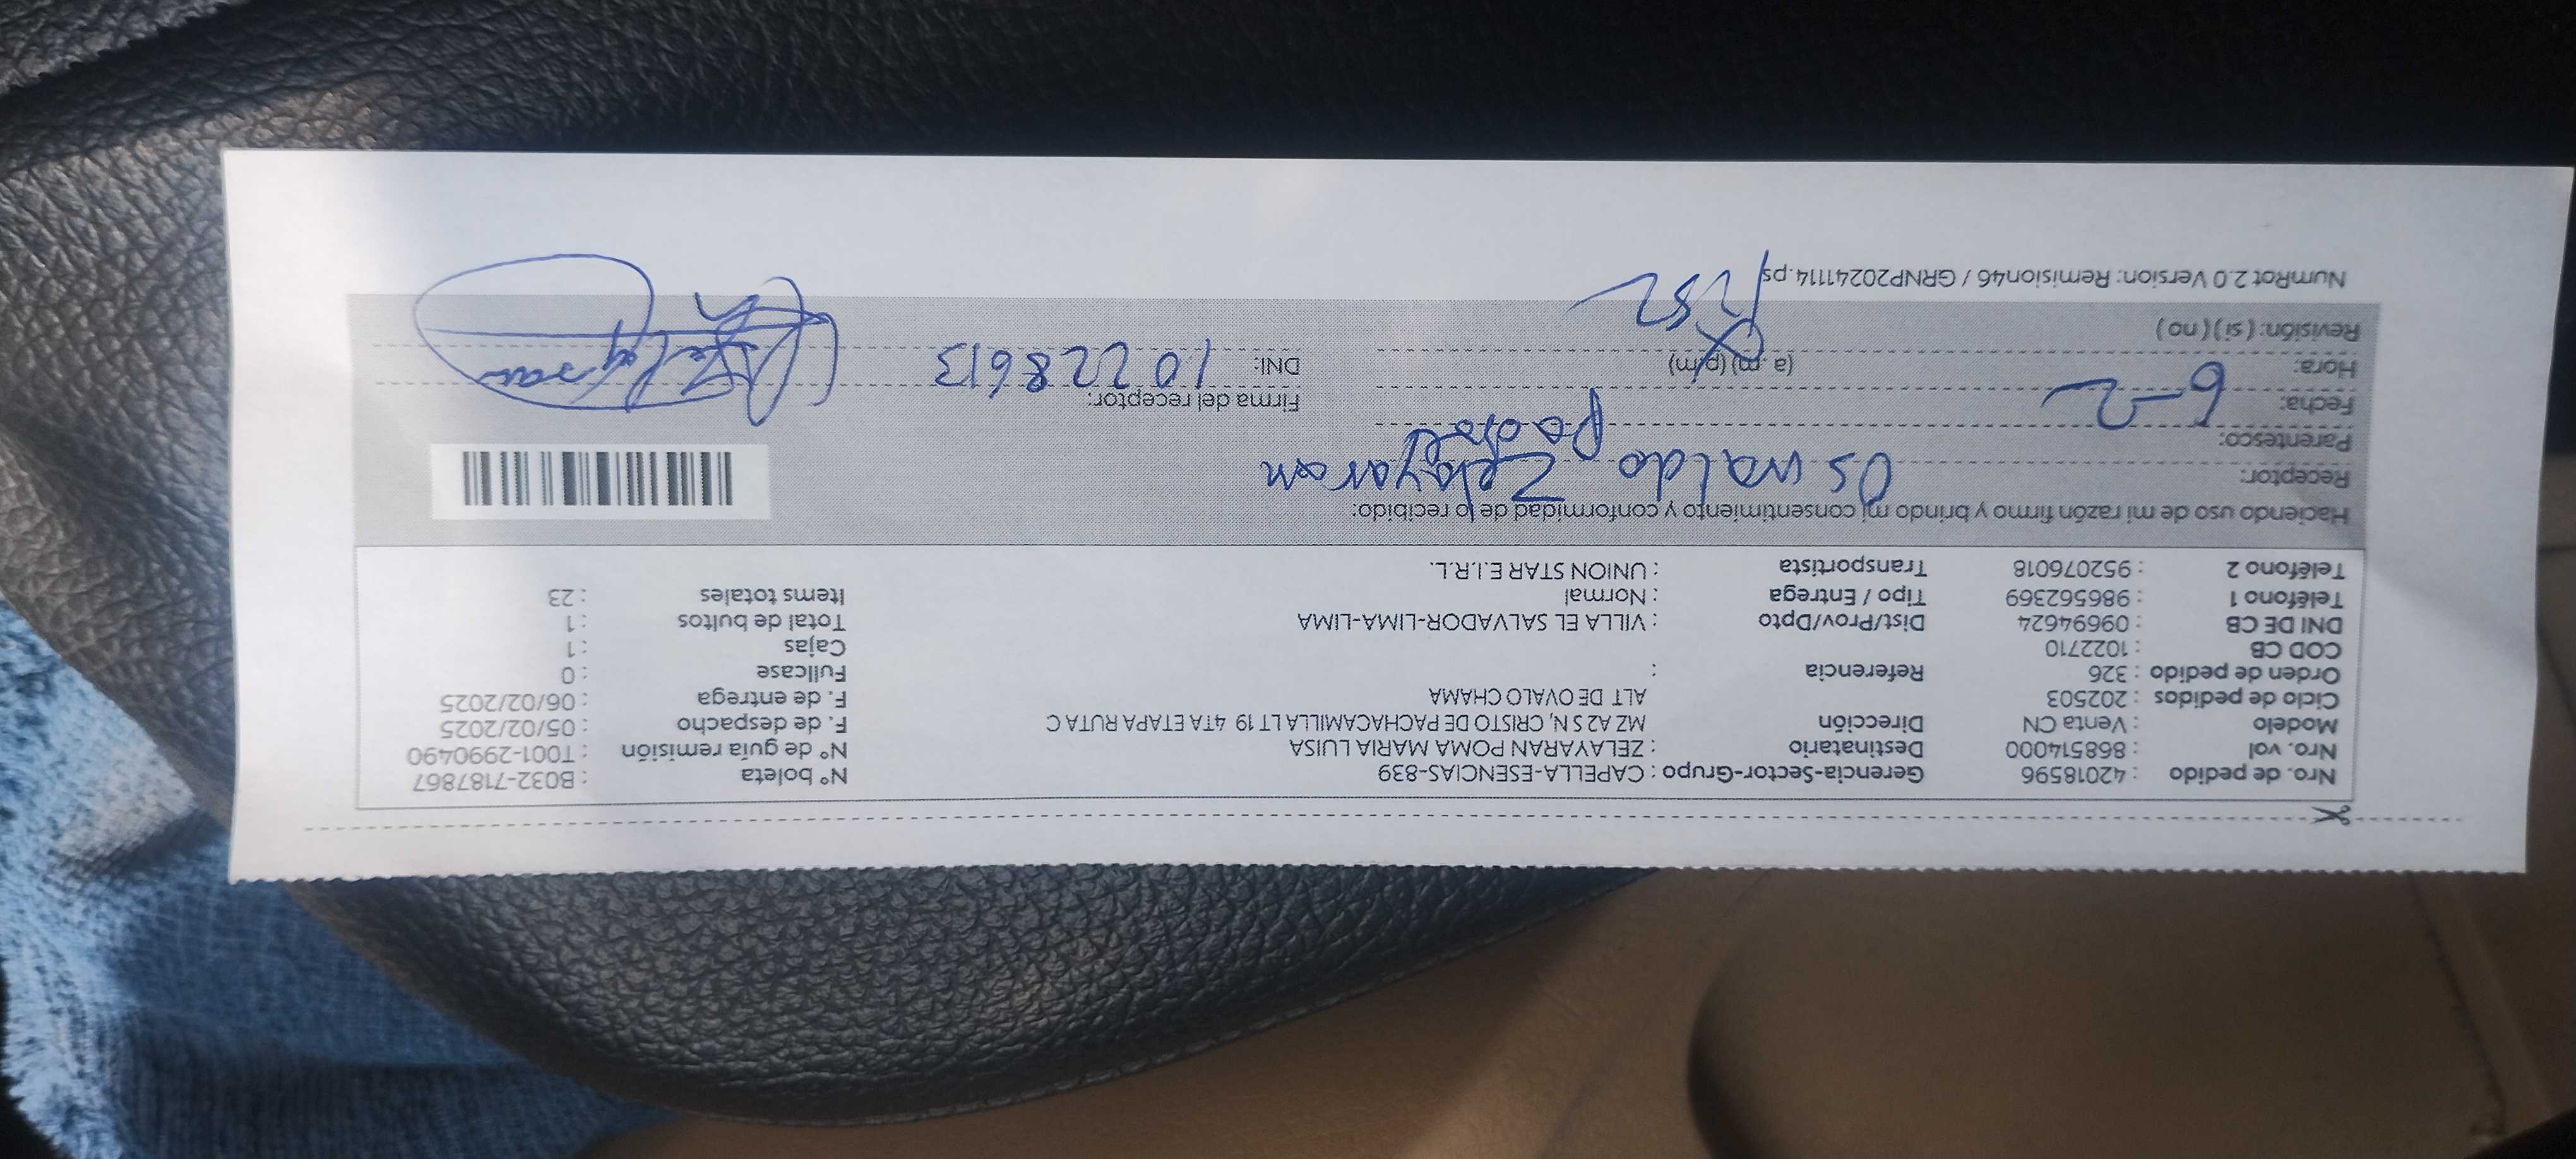 Nro. de pedido : 42018596 Gerencia-Sector-Grupo : CAPELLA-ESENCIAS-839 N° boleta : B032-7187867
Nro. vol : 868514000 Destinatario : ZELAYARAN POMA MARIA LUISA N° de guía remisión : T001-2990490
Modelo : Venta CN Dirección MZ A2 S N, CRISTO DE PACHACAMILLA LT 19 4TA ETAPA RUTA C F. de despacho : 05/02/2025
Ciclo de pedidos : 202503 ALT DE OVALO CHAMA F. de entrega : 06/02/2025
Orden de pedido : 326 Referencia : Fullcase : 0
COD CB : 1022710 Cajas : 1
DNI DE CB : 09694624 Dist/Prov/Dpto : VILLA EL SALVADOR-LIMA-LIMA Total de bultos : 1
Teléfono 1 : 986562369 Tipo / Entrega : Normal Items totales : 23
Teléfono 2 : 952076018 Transportista : UNION STAR E.I.R.L.
Haciendo uso de mi razón firmo y brindo mi consentimiento y conformidad de lo recibido:
Receptor: Oswaldo Zelayaran
Parentesco: padre
Fecha: 6-2 Firma del receptor:
Hora: (a. m) (p/m) DNI: 10228613
Revisión: ( si ) ( no )
NumRot 2.0 Version: Remision46 / GRNP20241114.ps